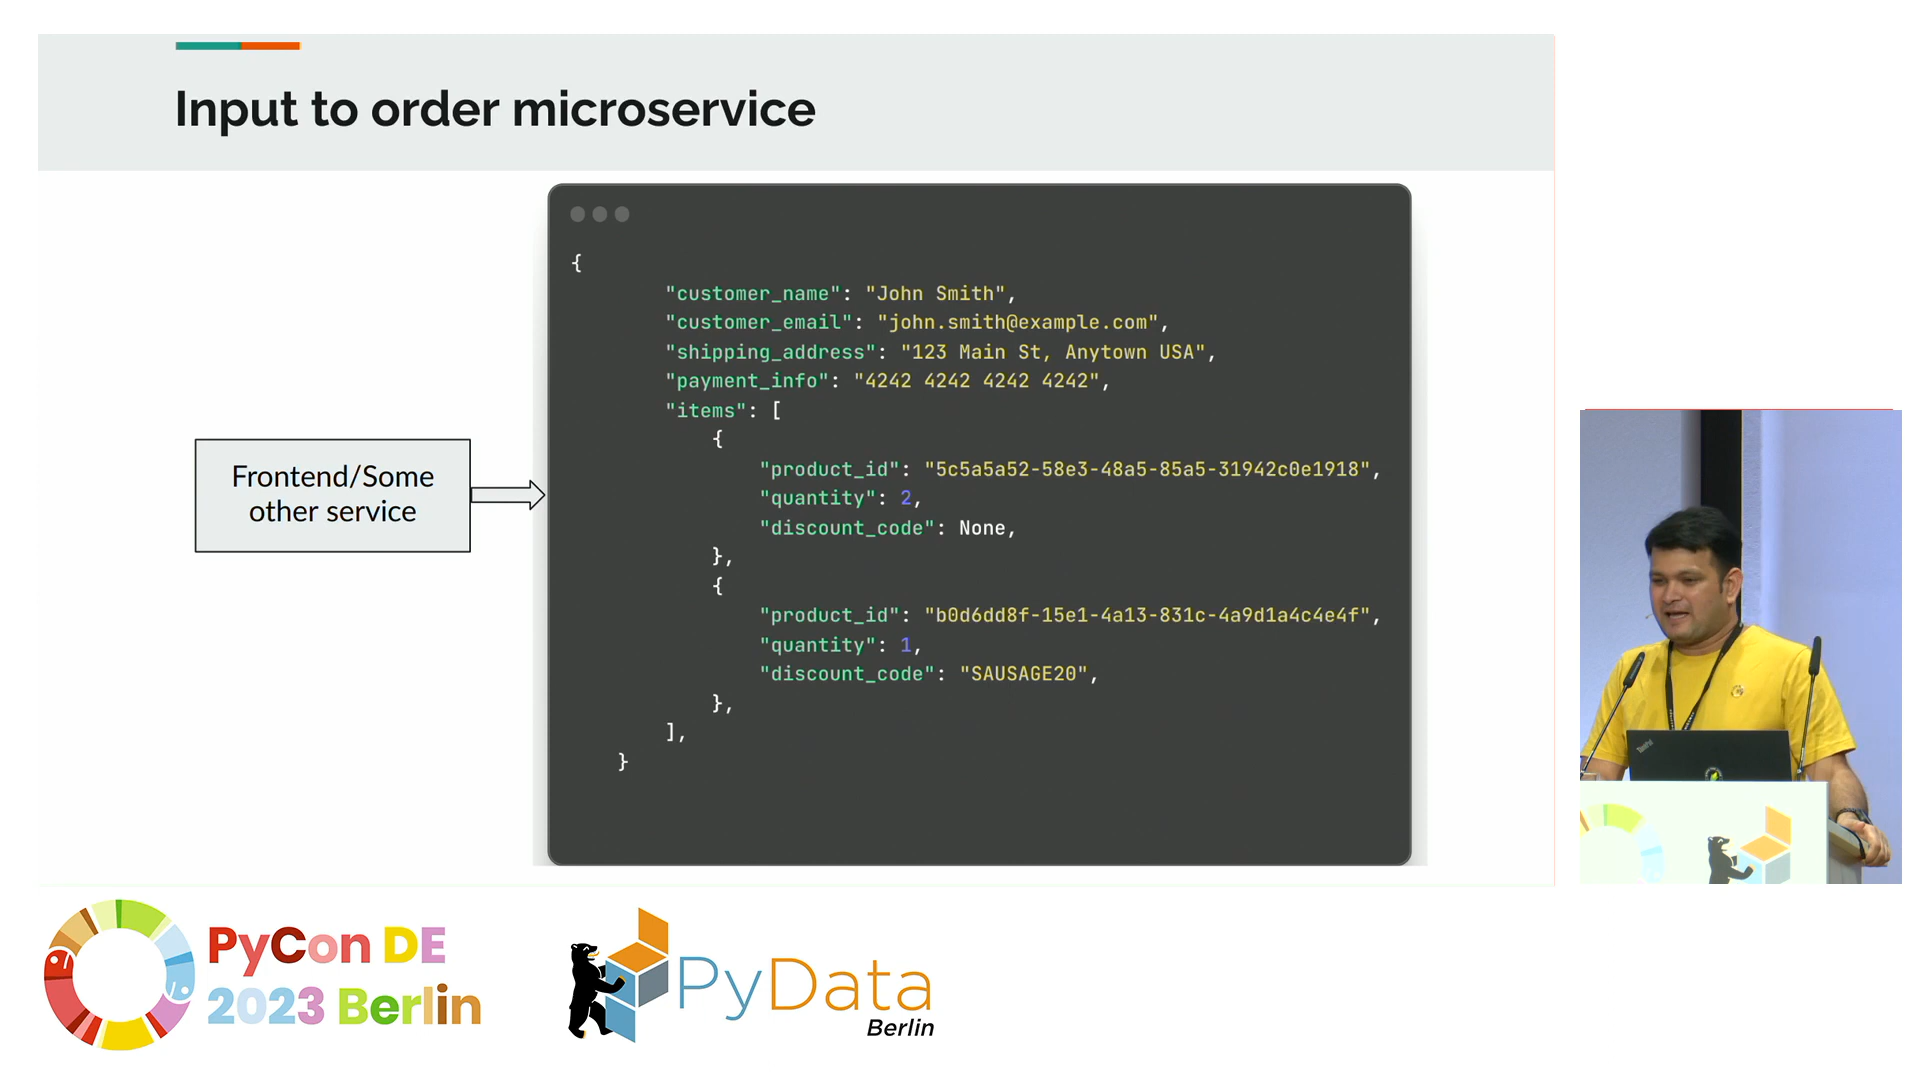 Input to order microservice
Frontend/Some
other service
{
"customer_name": "John Smith",
"customer_email": "john.smith@example.com",
"shipping_address": "123 Main St, Anytown USA",
"payment_info": "4242 4242 4242 4242",
"items": [
{
"product_id": "5c5a5a52-58e3-48a5-85a5-31942c0e1918",
"quantity": 2,
"discount_code": None,
},
{
"product_id": "b0d6dd8f-15e1-4a13-831c-4a9d1a4c4e4f",
"quantity": 1,
"discount_code": "SAUSAGE20",
},
],
}
ThinkPad
PyCon DE
2023 Berlin
PyData
Berlin